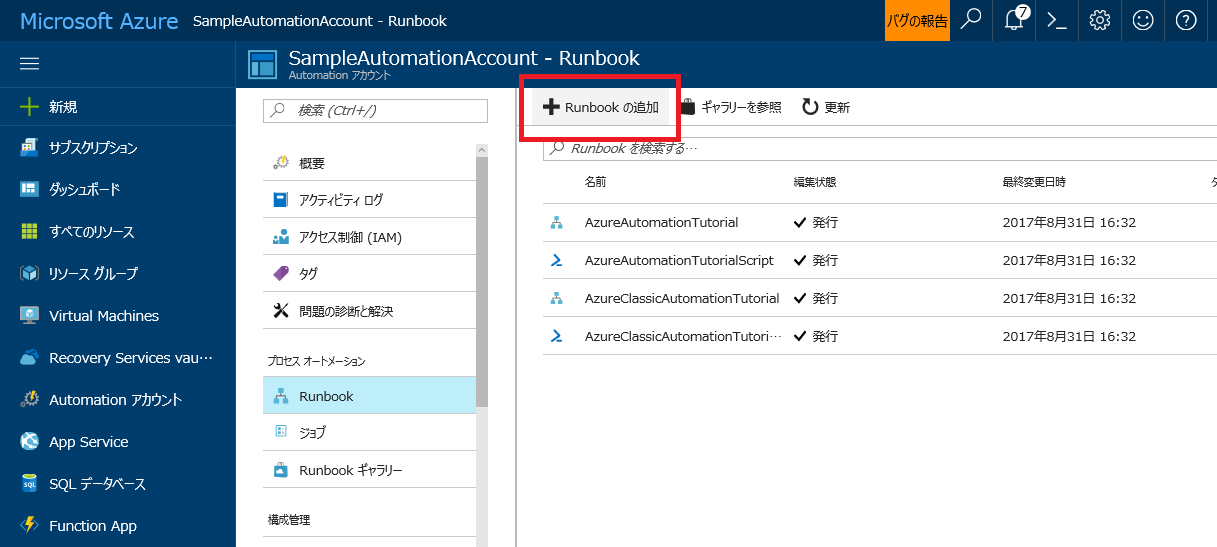 Microsoft Azure SampleAutomationAccount - Runbook
バグの報告
7
SampleAutomationAccount - Runbook
Automation アカウント
新規
サブスクリプション
ダッシュボード
すべてのリソース
リソース グループ
Virtual Machines
Recovery Services vau…
Automation アカウント
App Service
SQL データベース
Function App
検索 (Ctrl+/)
概要
アクティビティ ログ
アクセス制御 (IAM)
タグ
問題の診断と解決
プロセス オートメーション
Runbook
ジョブ
Runbook ギャラリー
構成管理
Runbook の追加 ギャラリーを参照 更新
Runbook を検索する…
名前 編集状態 最終変更日時
AzureAutomationTutorial 発行 2017年8月31日 16:32
AzureAutomationTutorialScript 発行 2017年8月31日 16:32
AzureClassicAutomationTutorial 発行 2017年8月31日 16:32
AzureClassicAutomationTutori… 発行 2017年8月31日 16:32